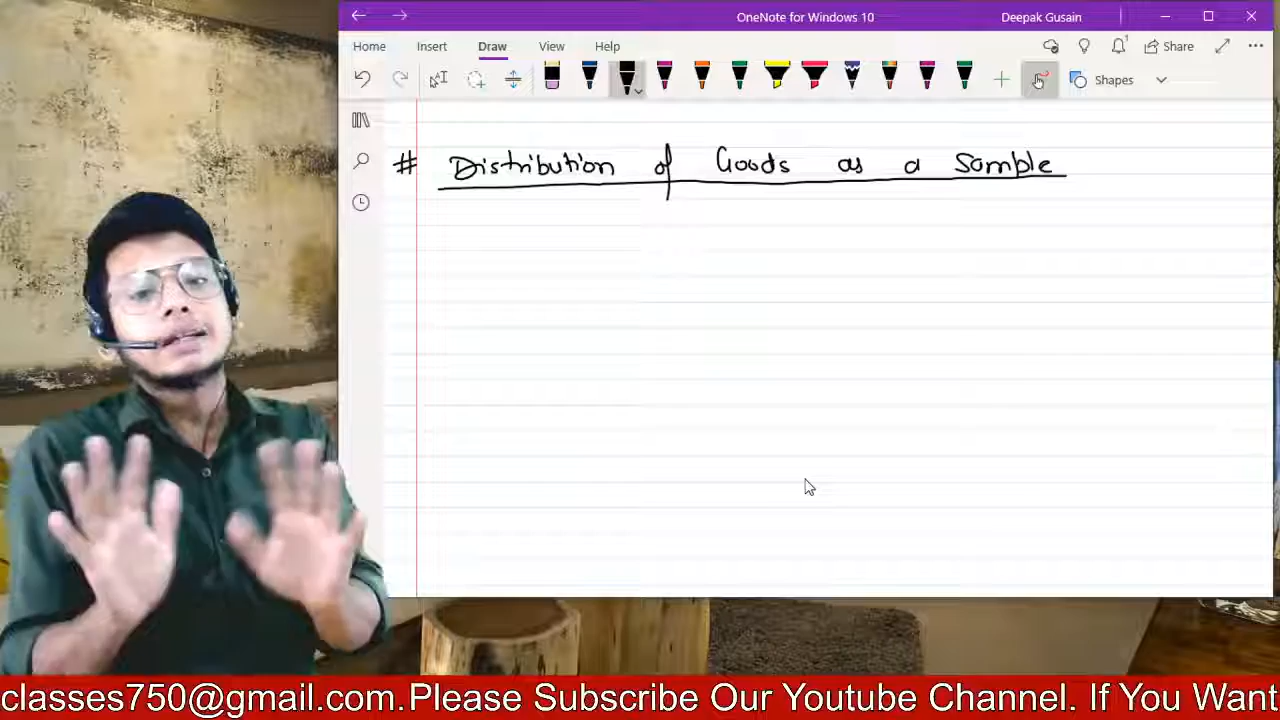 OneNote for Windows 10
Deepak Gusain
Home Insert Draw View Help
Share
Shapes
# Distribution of Goods as a Sample
classes750@gmail.com.Please Subscribe Our Youtube Channel. If You Want